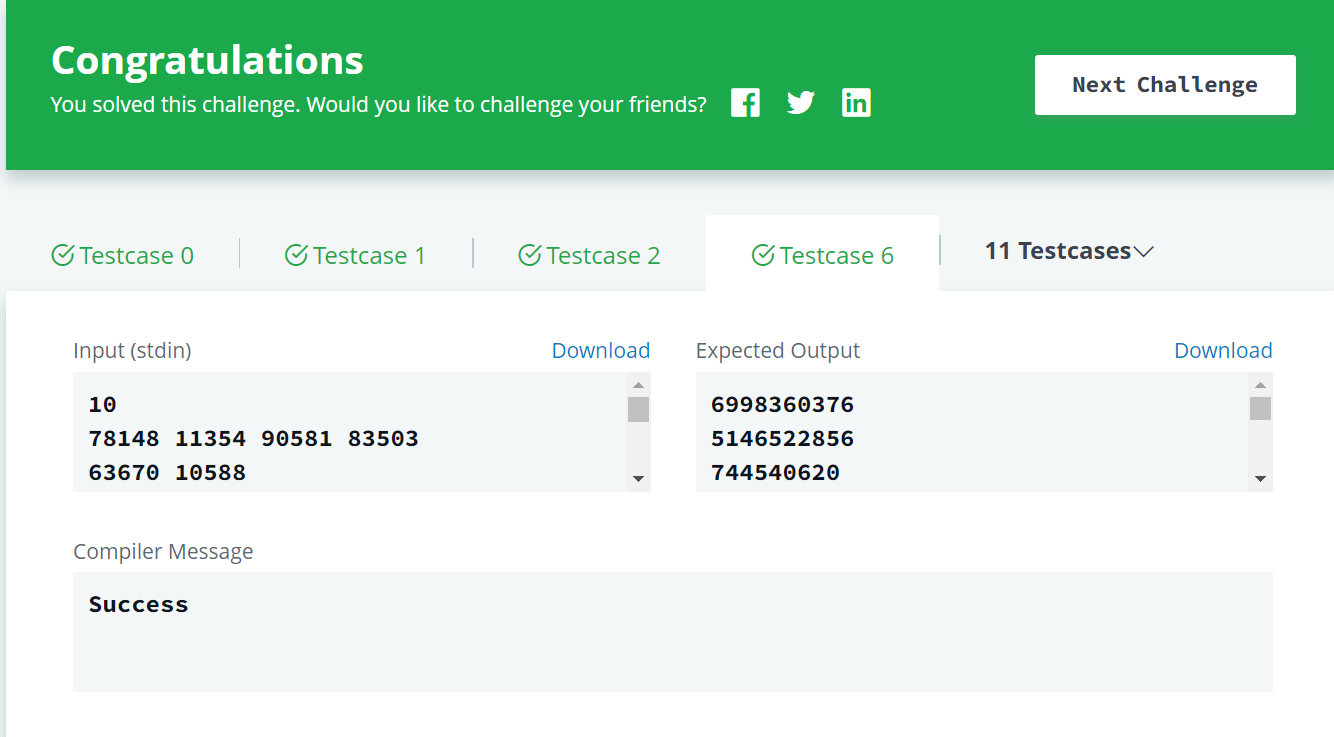 Congratulations
You solved this challenge. Would you like to challenge your friends?
Next Challenge
Testcase 0
Testcase 1
Testcase 2
Testcase 6
11 Testcases
Input (stdin)
Download
Expected Output
Download
10
78148 11354 90581 83503
63670 10588
6998360376
5146522856
744540620
Compiler Message
Success